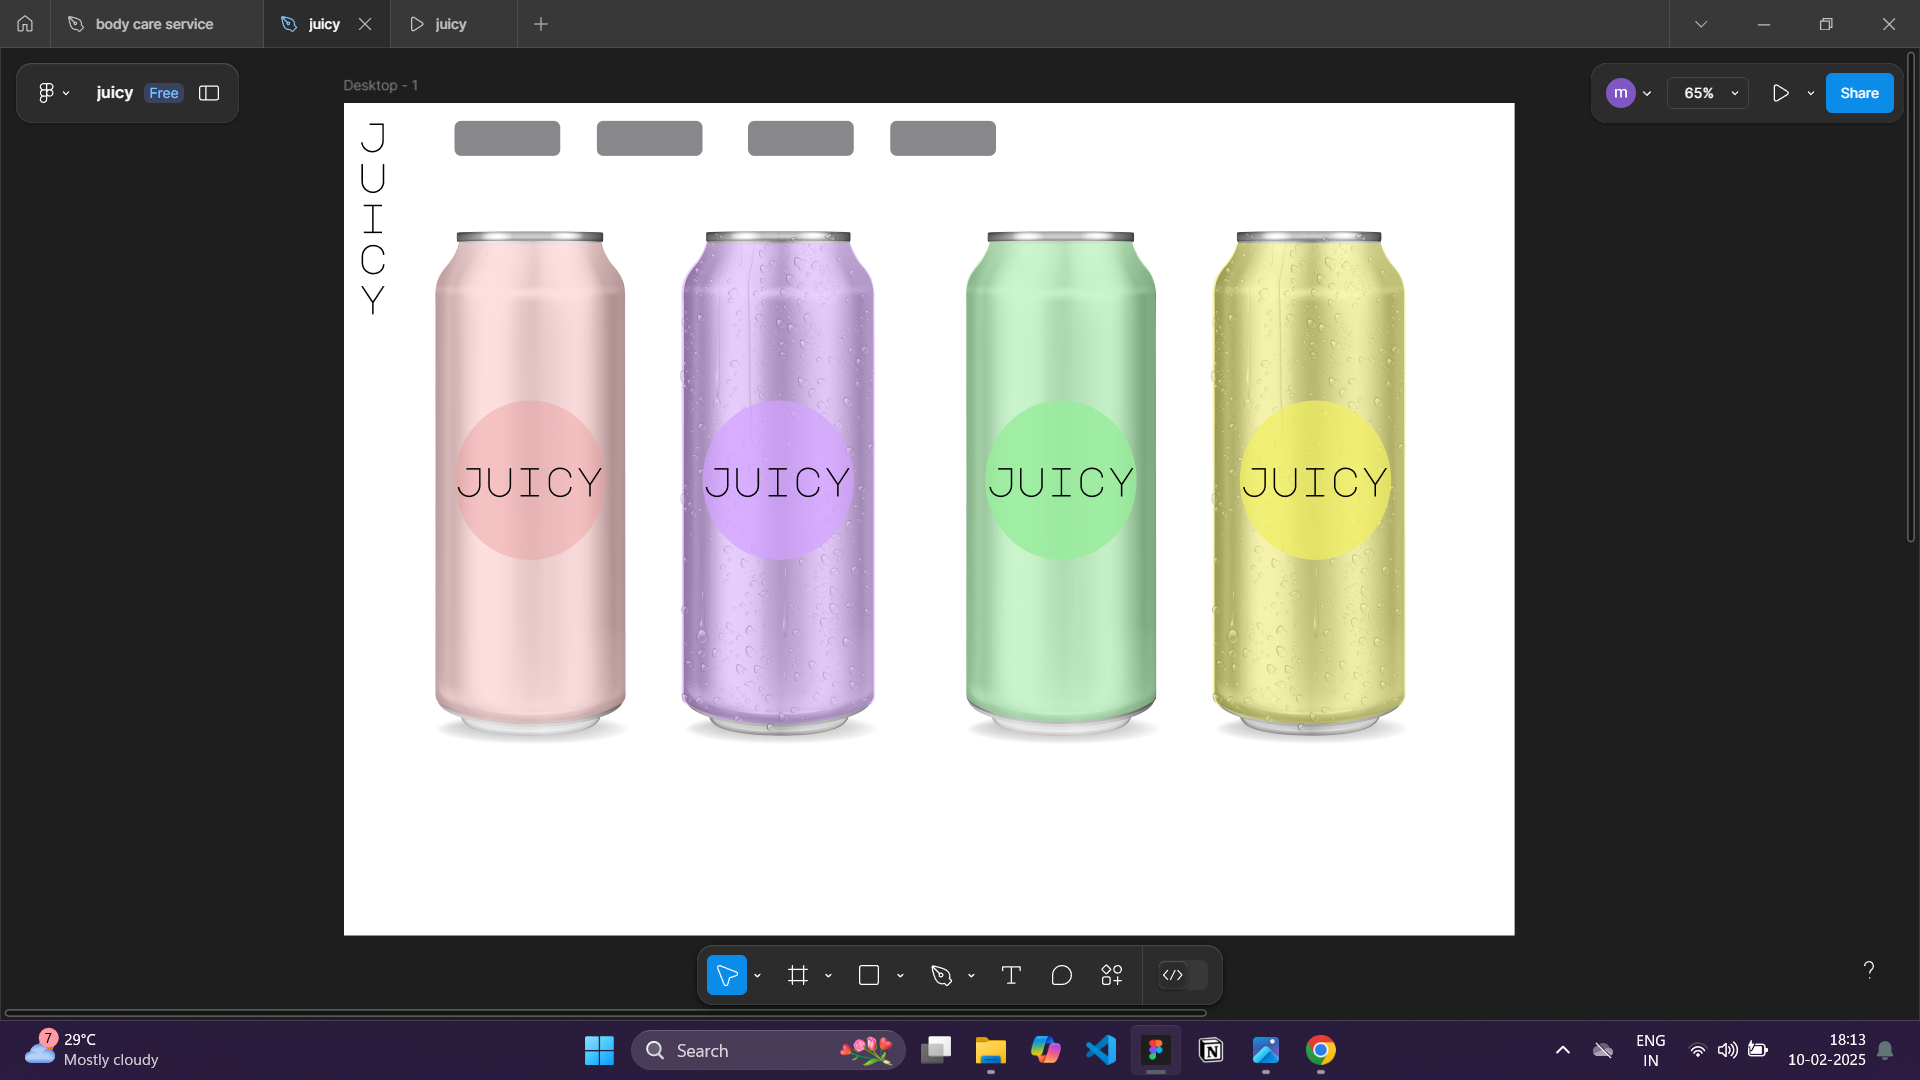 body care service
juicy
juicy
juicy Free
Desktop - 1
m
65%
Share
J
U
I
C
Y
JUICY
JUICY
JUICY
JUICY
?
7
29°C
Mostly cloudy
Search
ENG
IN
18:13
10-02-2025